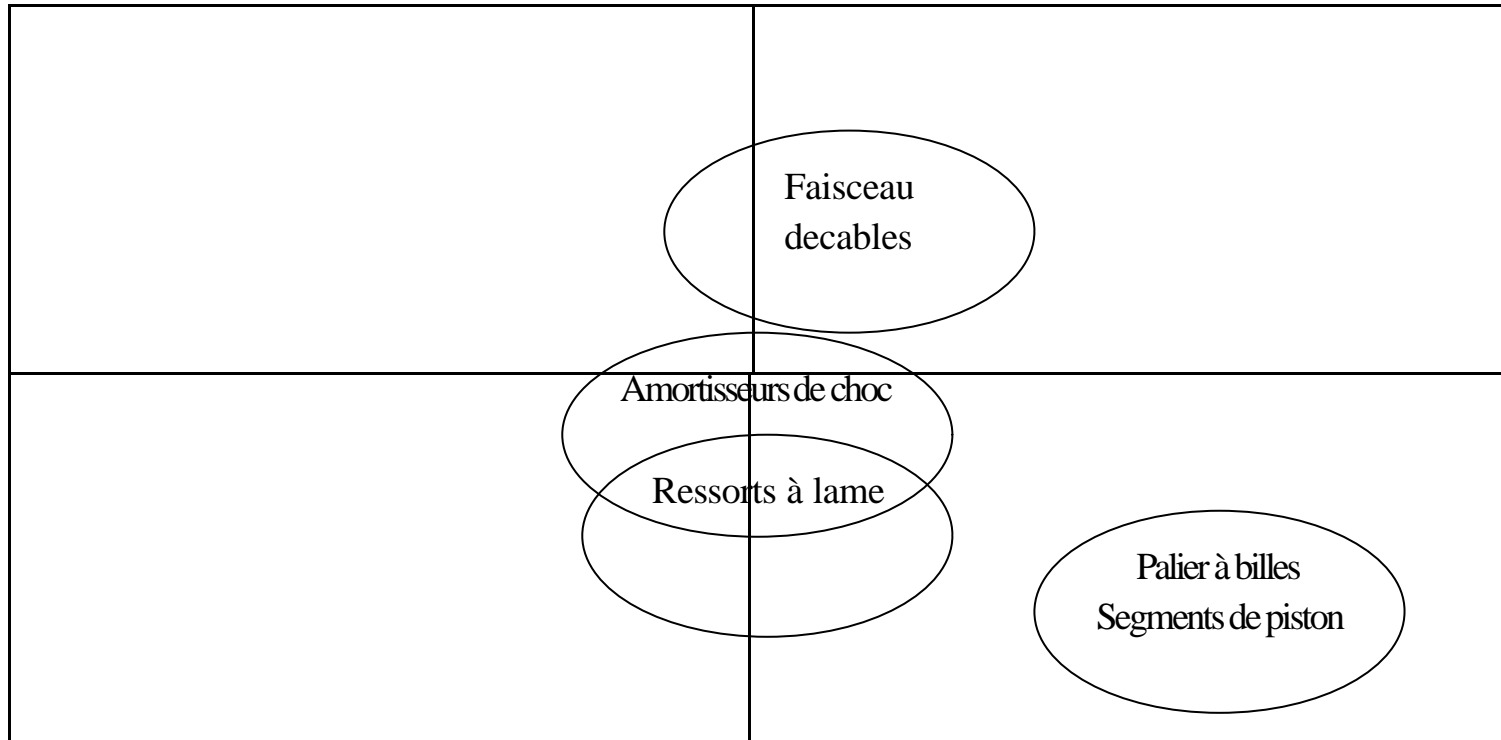 Faisceau
decables
Amortisseurs de choc
Ressorts à lame
Palier à billes
Segments de piston